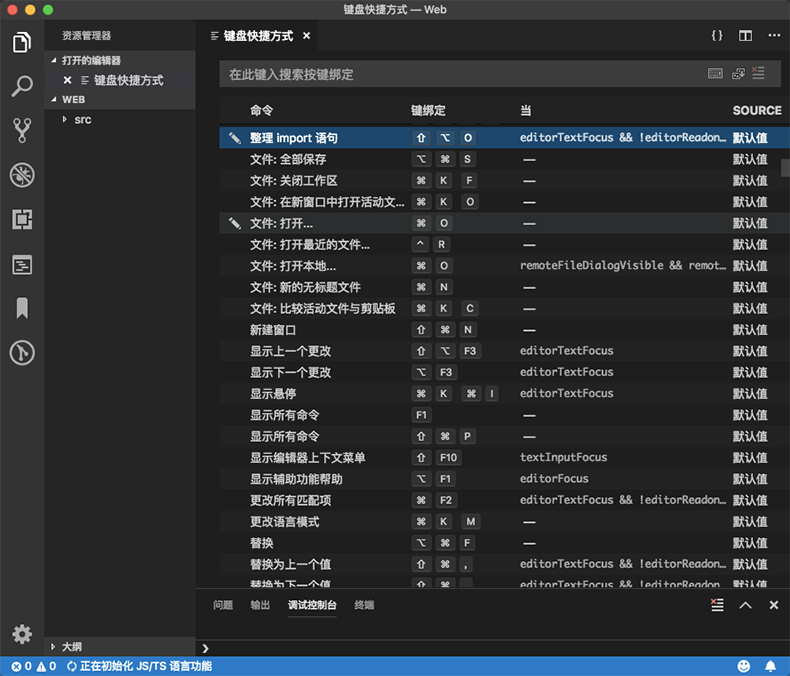 键盘快捷方式 — Web
资源管理器
键盘快捷方式 ×
{}
打开的编辑器
× 键盘快捷方式
WEB
src
在此键入搜索按键绑定
命令 键绑定 当 SOURCE
整理 import 语句 ⇧ ⌥ O editorTextFocus && !editorReadon… 默认值
文件: 全部保存 ⌥ ⌘ S — 默认值
文件: 关闭工作区 ⌘ K F — 默认值
文件: 在新窗口中打开活动文... ⌘ K O — 默认值
文件: 打开... ⌘ O — 默认值
文件: 打开最近的文件... ^ R — 默认值
文件: 打开本地... ⌘ O remoteFileDialogVisible && remot… 默认值
文件: 新的无标题文件 ⌘ N — 默认值
文件: 比较活动文件与剪贴板 ⌘ K C — 默认值
新建窗口 ⇧ ⌘ N — 默认值
显示上一个更改 ⇧ ⌥ F3 editorTextFocus 默认值
显示下一个更改 ⌥ F3 editorTextFocus 默认值
显示悬停 ⌘ K ⌘ I editorTextFocus 默认值
显示所有命令 F1 — 默认值
显示所有命令 ⇧ ⌘ P — 默认值
显示编辑器上下文菜单 ⇧ F10 textInputFocus 默认值
显示辅助功能帮助 ⌥ F1 editorFocus 默认值
更改所有匹配项 ⌘ F2 editorTextFocus && !editorReadon… 默认值
更改语言模式 ⌘ K M — 默认值
替换 ⌥ ⌘ F — 默认值
替换为上一个值 ⇧ ⌘ , editorTextFocus && !editorReadon… 默认值
替换为下一个值 ⇧ ⌘ editorTextFocus && !editorReadon… 默认值
问题 输出 调试控制台 终端
大纲
0 0 正在初始化 JS/TS 语言功能